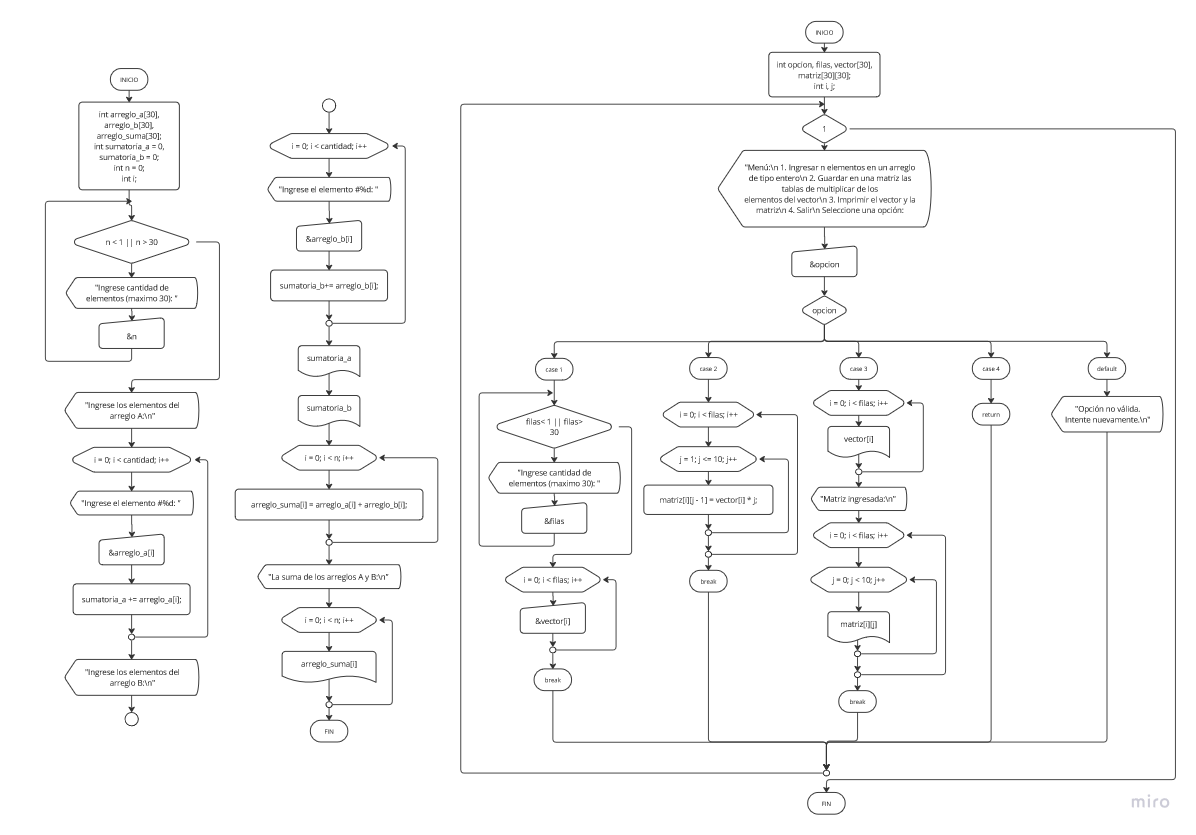 INICIO
int arreglo_a[30],
arreglo_b[30],
arreglo_suma[30];
int sumatoria_a = 0,
sumatoria_b = 0;
int n = 0;
int i;
n < 1 || n > 30
"Ingrese cantidad de
elementos (maximo 30): "
&n
"Ingrese los elementos del
arreglo A:\n"
i = 0; i < cantidad; i++
"Ingrese el elemento #%d: "
&arreglo_a[i]
sumatoria_a += arreglo_a[i];
"Ingrese los elementos del
arreglo B:\n"
i = 0; i < cantidad; i++
"Ingrese el elemento #%d: "
&arreglo_b[i]
sumatoria_b+= arreglo_b[i];
sumatoria_a
sumatoria_b
i = 0; i < n; i++
arreglo_suma[i] = arreglo_a[i] + arreglo_b[i];
"La suma de los arreglos A y B:\n"
i = 0; i < n; i++
arreglo_suma[i]
FIN
INICIO
int opcion, filas, vector[30],
matriz[30][30];
int i, j;
1
"Menú:\n 1. Ingresar n elementos en un arreglo
de tipo entero\n 2. Guardar en una matriz las
tablas de multiplicar de los
elementos del vector\n 3. Imprimir el vector y la
matriz\n 4. Salir\n Seleccione una opción:
&opcion
opcion
case 1
filas< 1 || filas>
30
"Ingrese cantidad de
elementos (maximo 30): "
&filas
i = 0; i < filas; i++
&vector[i]
break
case 2
i = 0; i < filas; i++
j = 1; j <= 10; j++
matriz[i][j - 1] = vector[i] * j;
break
case 3
i = 0; i < filas; i++
vector[i]
"Matriz ingresada:\n"
i = 0; i < filas; i++
j = 0; j < 10; j++
matriz[i][j]
break
case 4
return
default
"Opción no válida.
Intente nuevamente.\n"
FIN
miro